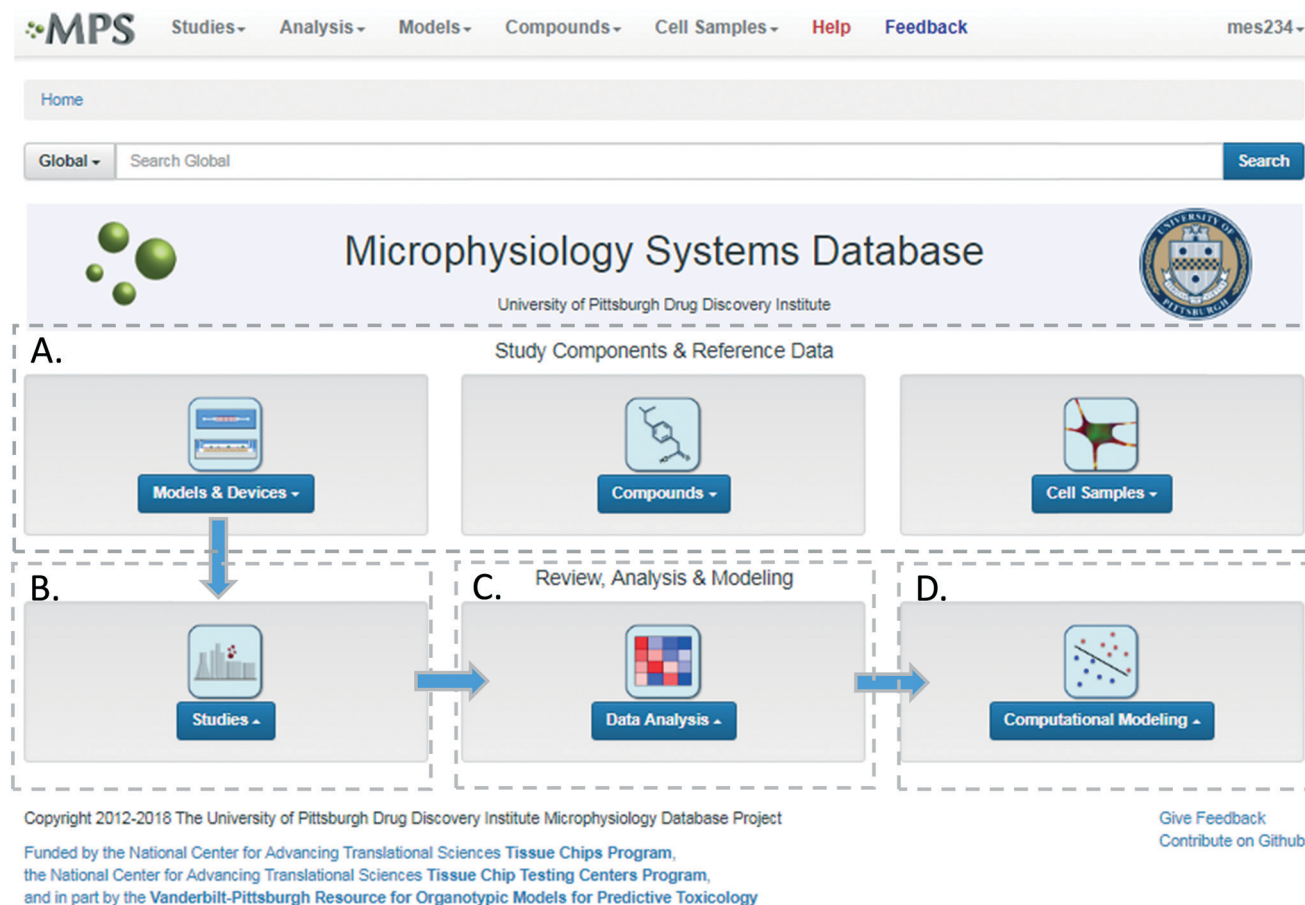 MPS Studies Analysis Models Compounds Cell Samples Help Feedback mes234
Home
Global Search Global Search
Microphysiology Systems Database
University of Pittsburgh Drug Discovery Institute
UNIVERSITY OF PITTSBURGH
A.
Study Components & Reference Data
Models & Devices Compounds Cell Samples
B. C. Review, Analysis & Modeling D.
Studies Data Analysis Computational Modeling
Copyright 2012-2018 The University of Pittsburgh Drug Discovery Institute Microphysiology Database Project Give Feedback
Contribute on Github
Funded by the National Center for Advancing Translational Sciences Tissue Chips Program,
the National Center for Advancing Translational Sciences Tissue Chip Testing Centers Program,
and in part by the Vanderbilt-Pittsburgh Resource for Organotypic Models for Predictive Toxicology